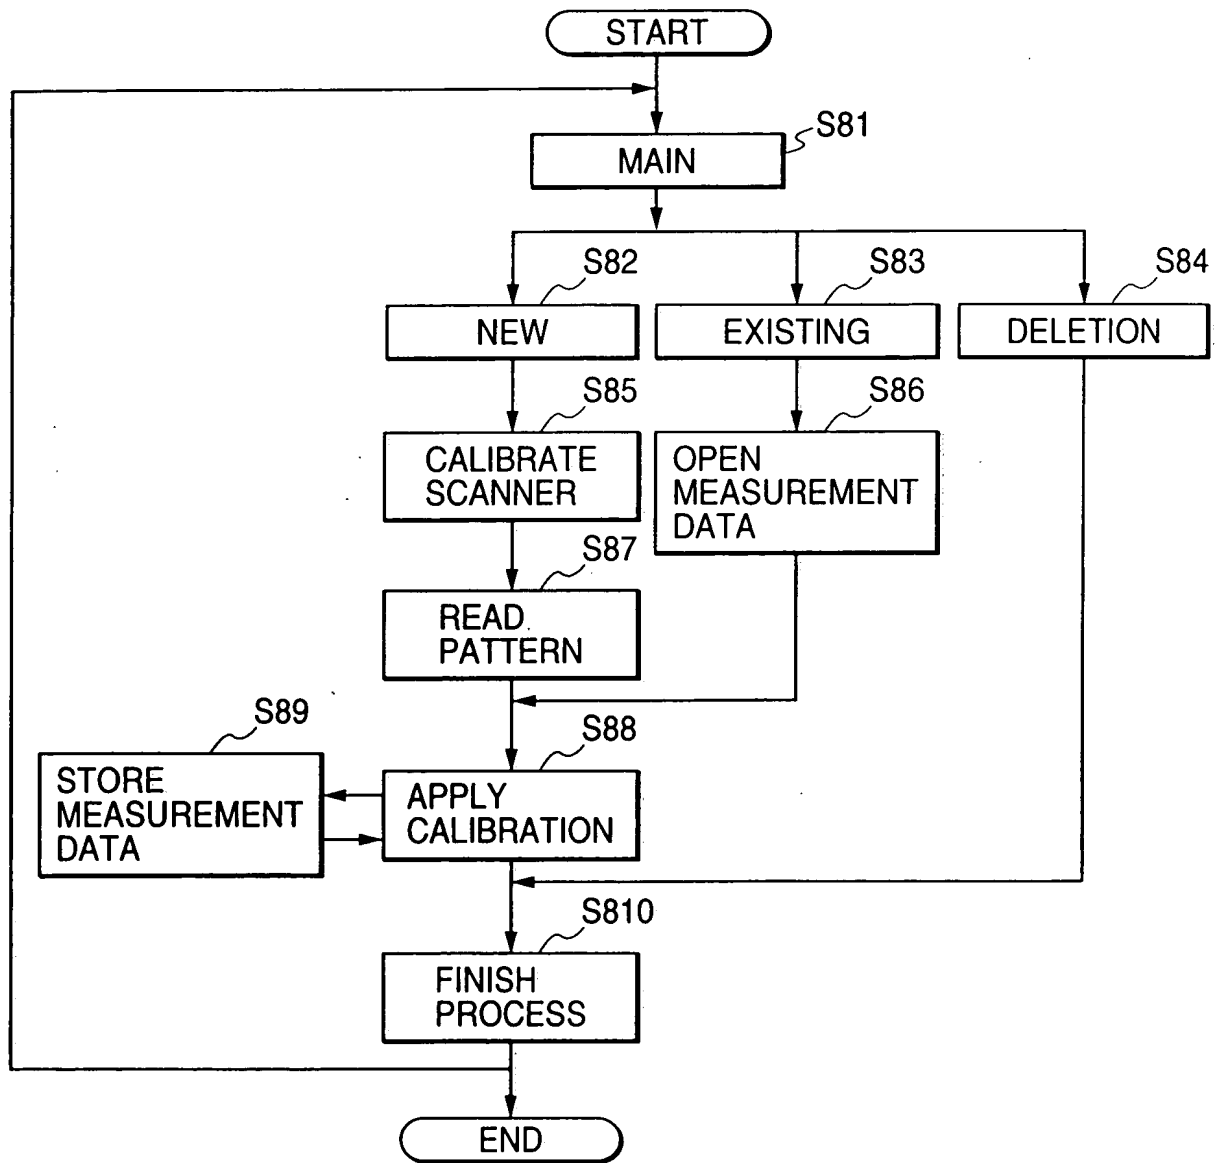 START
S81
MAIN
S82
S83
S84
NEW
EXISTING
DELETION
S85
S86
CALIBRATE
SCANNER
OPEN
MEASUREMENT
DATA
S87
READ
PATTERN
S89
S88
STORE
MEASUREMENT
DATA
APPLY
CALIBRATION
S810
FINISH
PROCESS
END